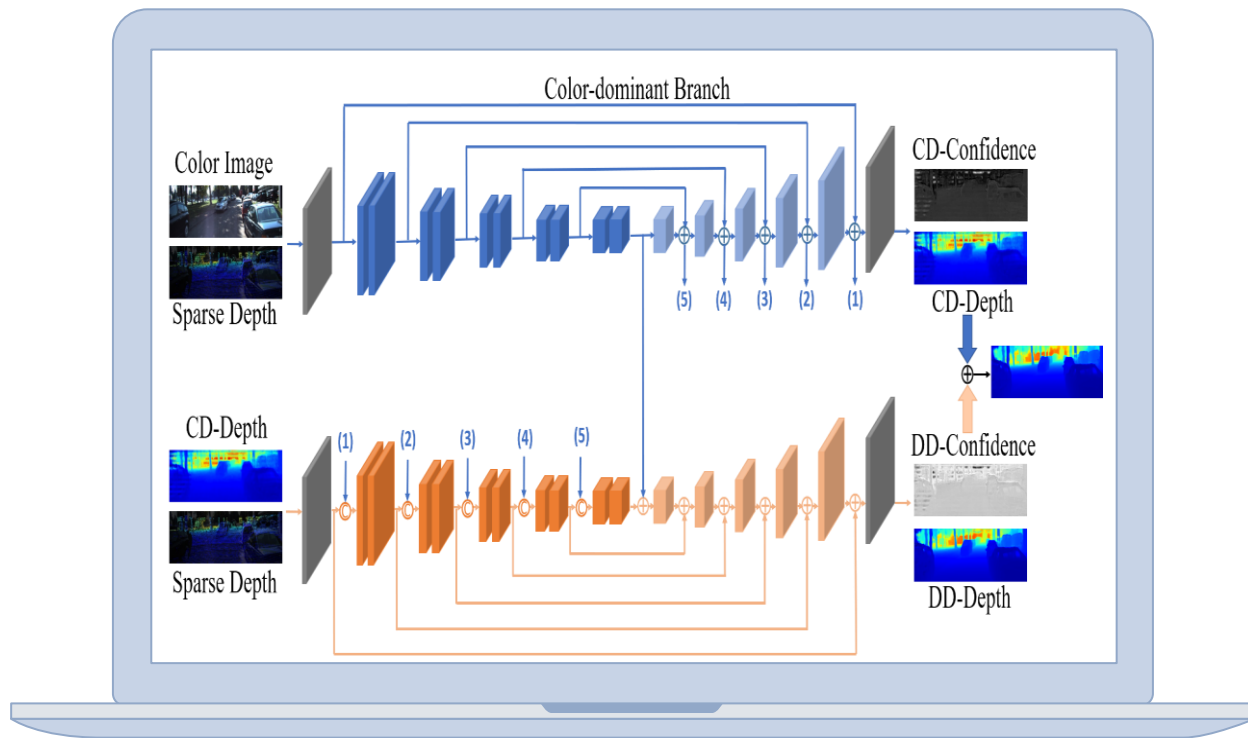 Color-dominant Branch
Color Image
Sparse Depth
(5) (4) (3) (2) (1)
CD-Confidence
CD-Depth
CD-Depth
Sparse Depth
(1) (2) (3) (4) (5)
C C C C C
DD-Confidence
DD-Depth